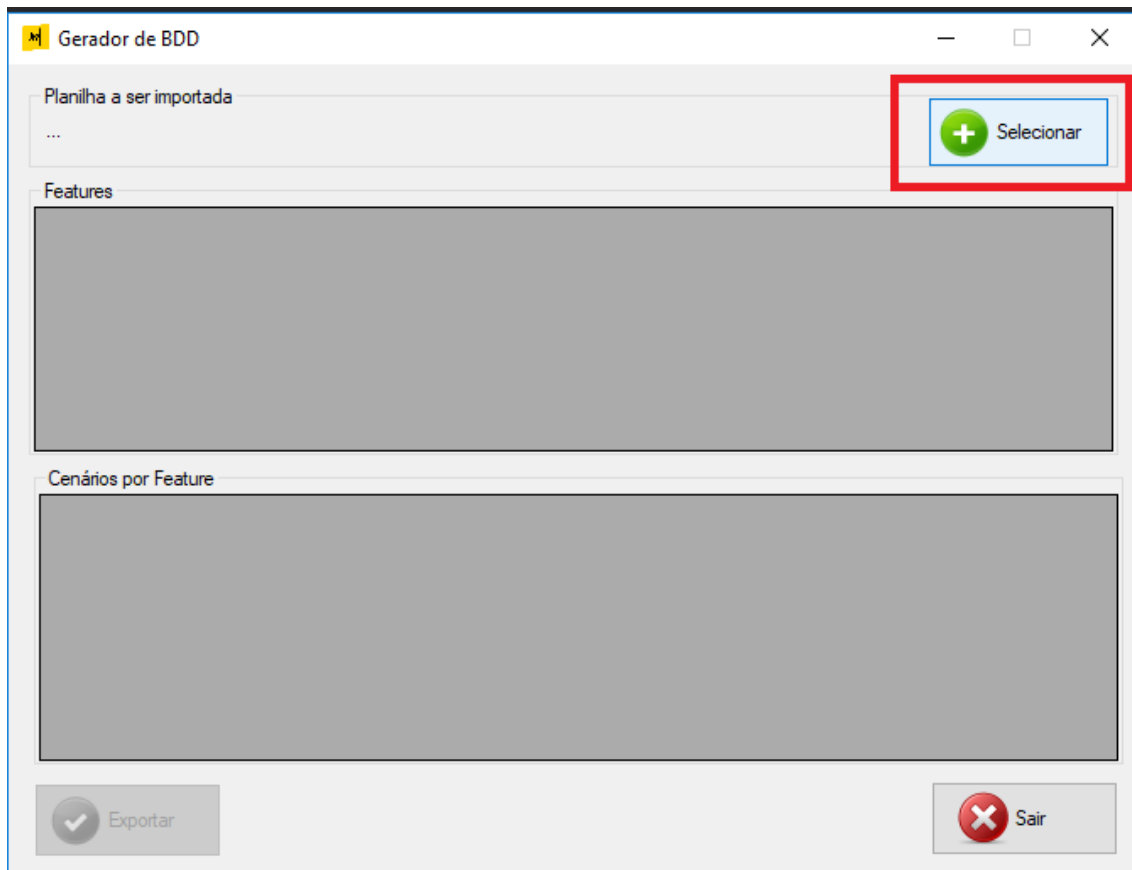 Gerador de BDD
Planilha a ser importada
...
Selecionar
Features
Cenários por Feature
Exportar
Sair